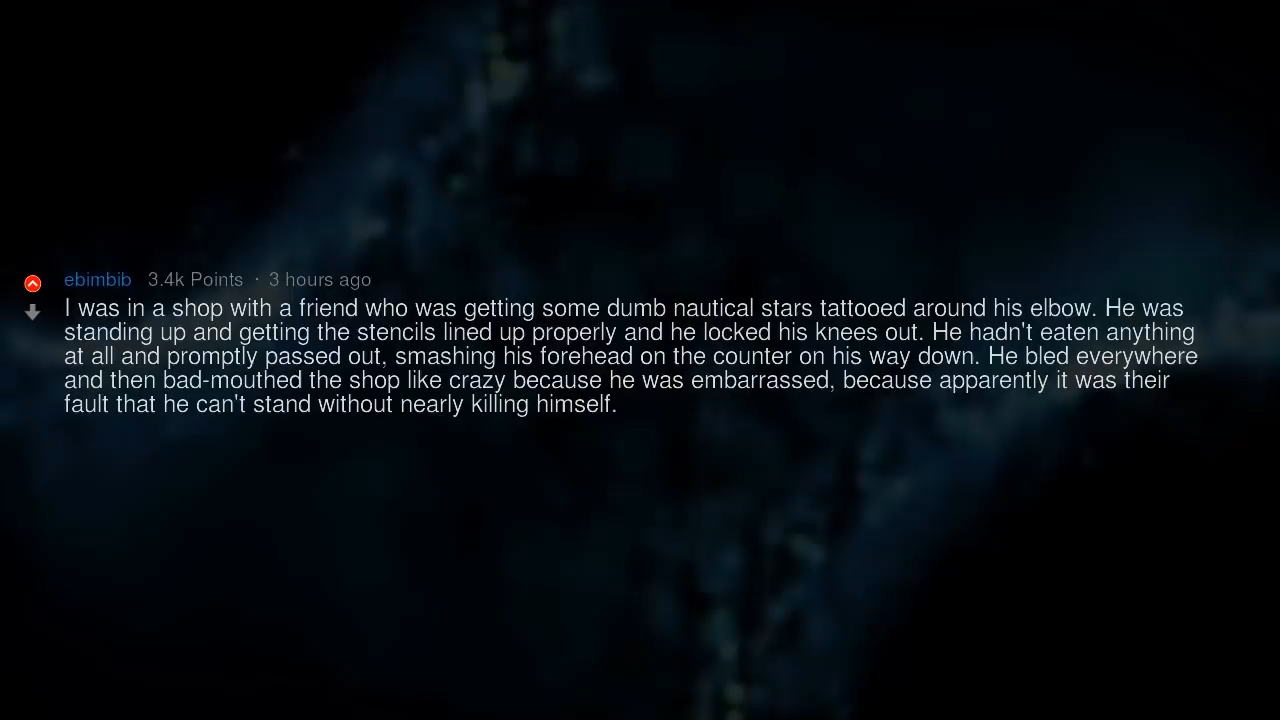 ebimbib 3.4k Points · 3 hours ago
I was in a shop with a friend who was getting some dumb nautical stars tattooed around his elbow. He was
standing up and getting the stencils lined up properly and he locked his knees out. He hadn't eaten anything
at all and promptly passed out, smashing his forehead on the counter on his way down. He bled everywhere
and then bad-mouthed the shop like crazy because he was embarrassed, because apparently it was their
fault that he can't stand without nearly killing himself.